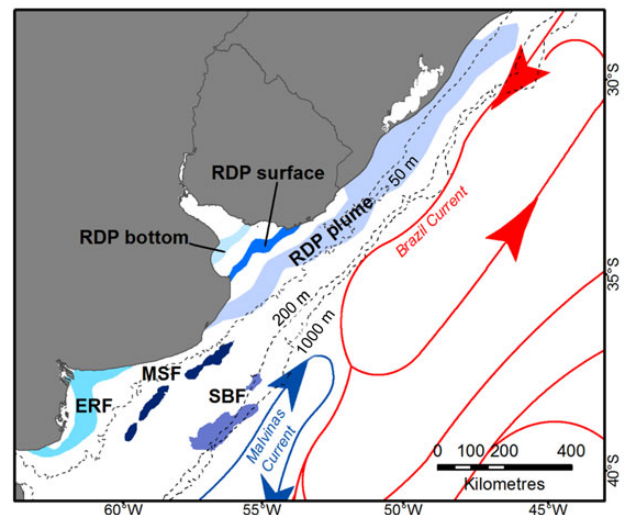 30°S
RDP surface
50 m
RDP bottom
RDP plume
Brazil Current
35°S
200 m
1000 m
MSF
ERF
SBF
Malvinas
Current
0 100 200 400
Kilometres
40°S
60°W
55°W
50°W
45°W